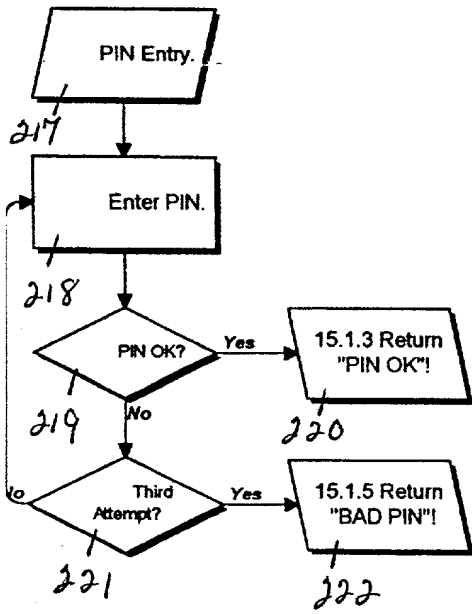 PIN Entry.
217
Enter PIN.
218
PIN OK?
Yes
15.1.3 Return
"PIN OK"!
219
No
220
Third
Attempt?
lo
Yes
15.1.5 Return
"BAD PIN"!
221
222